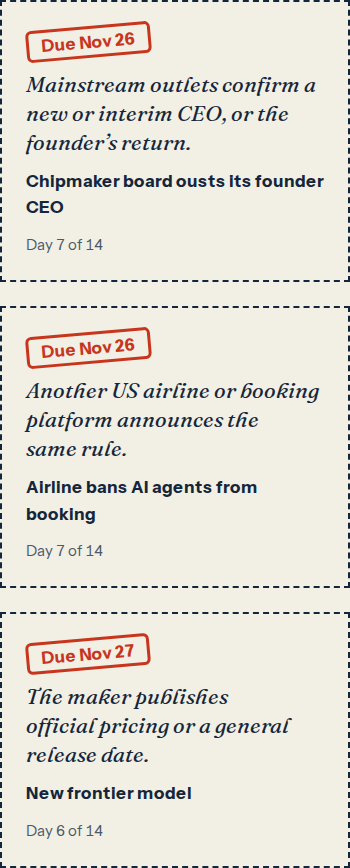 Due Nov 26
Mainstream outlets confirm a
new or interim CEO, or the
founder’s return.
Chipmaker board ousts its founder
CEO
Day 7 of 14
Due Nov 26
Another US airline or booking
platform announces the
same rule.
Airline bans AI agents from
booking
Day 7 of 14
Due Nov 27
The maker publishes
official pricing or a general
release date.
New frontier model
Day 6 of 14